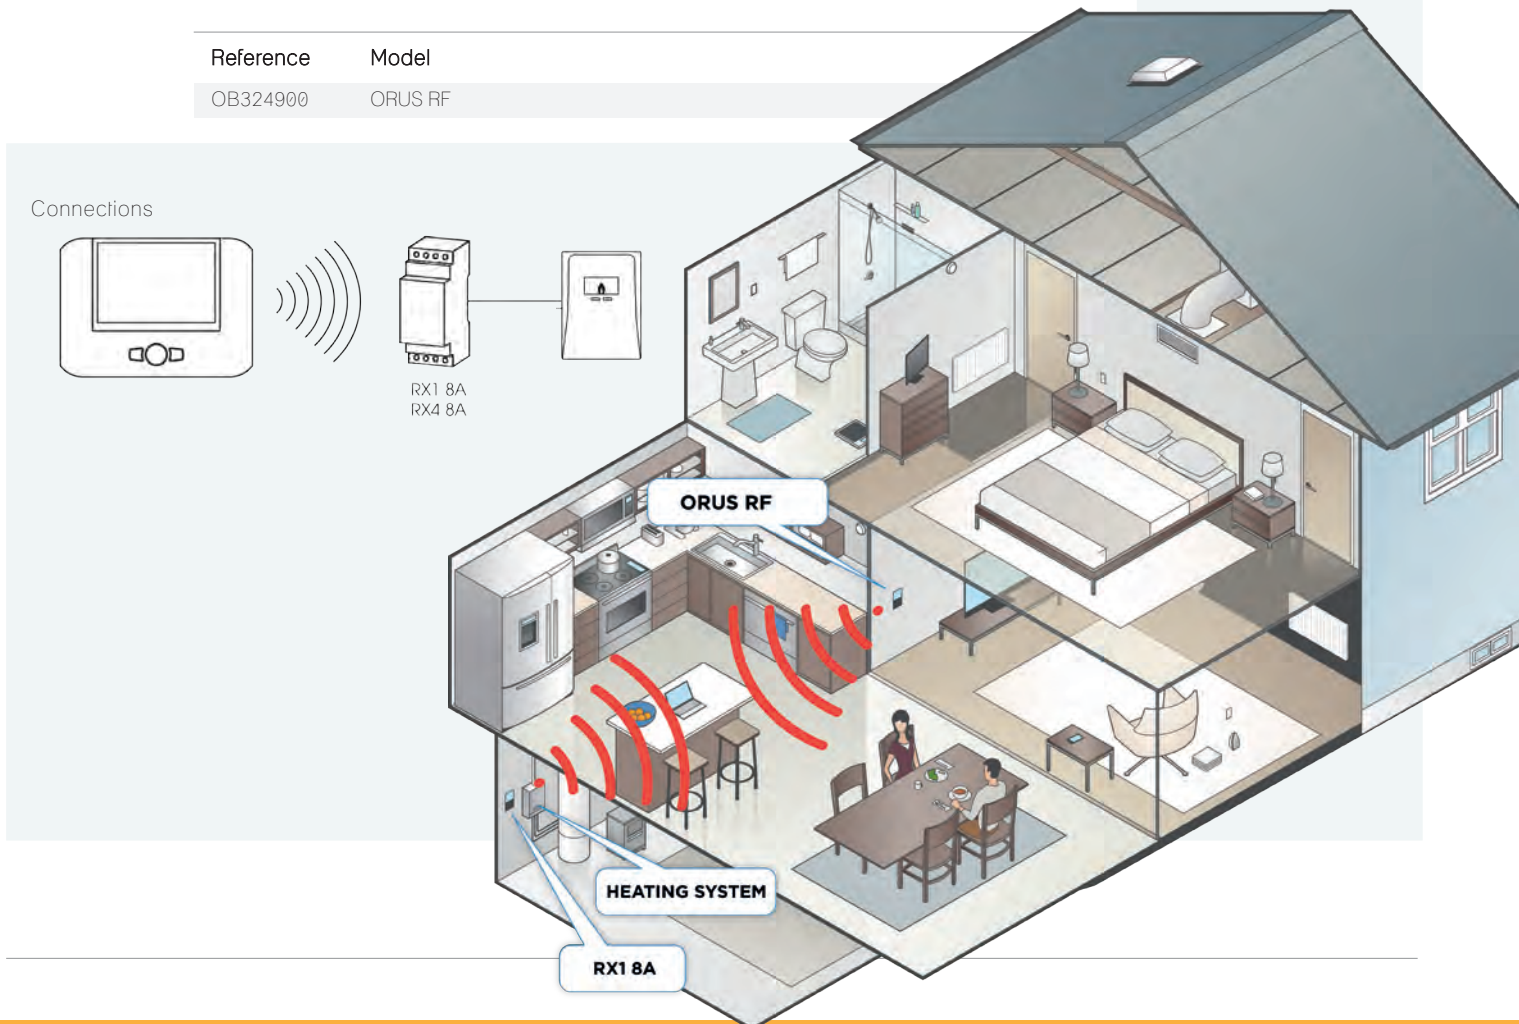 Reference Model
OB324900 ORUS RF
Connections
RX1 8A
RX4 8A
ORUS RF
HEATING SYSTEM
RX1 8A